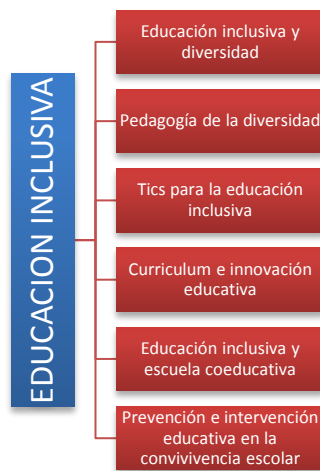 EDUCACION INCLUSIVA
Educación inclusiva y
diversidad
Pedagogía de la diversidad
Tics para la educación
inclusiva
Curriculum e innovación
educativa
Educación inclusiva y
escuela coeducativa
Prevención e intervención
educativa en la
convivivencia escolar